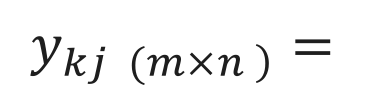 y_{kj (m×n)} =